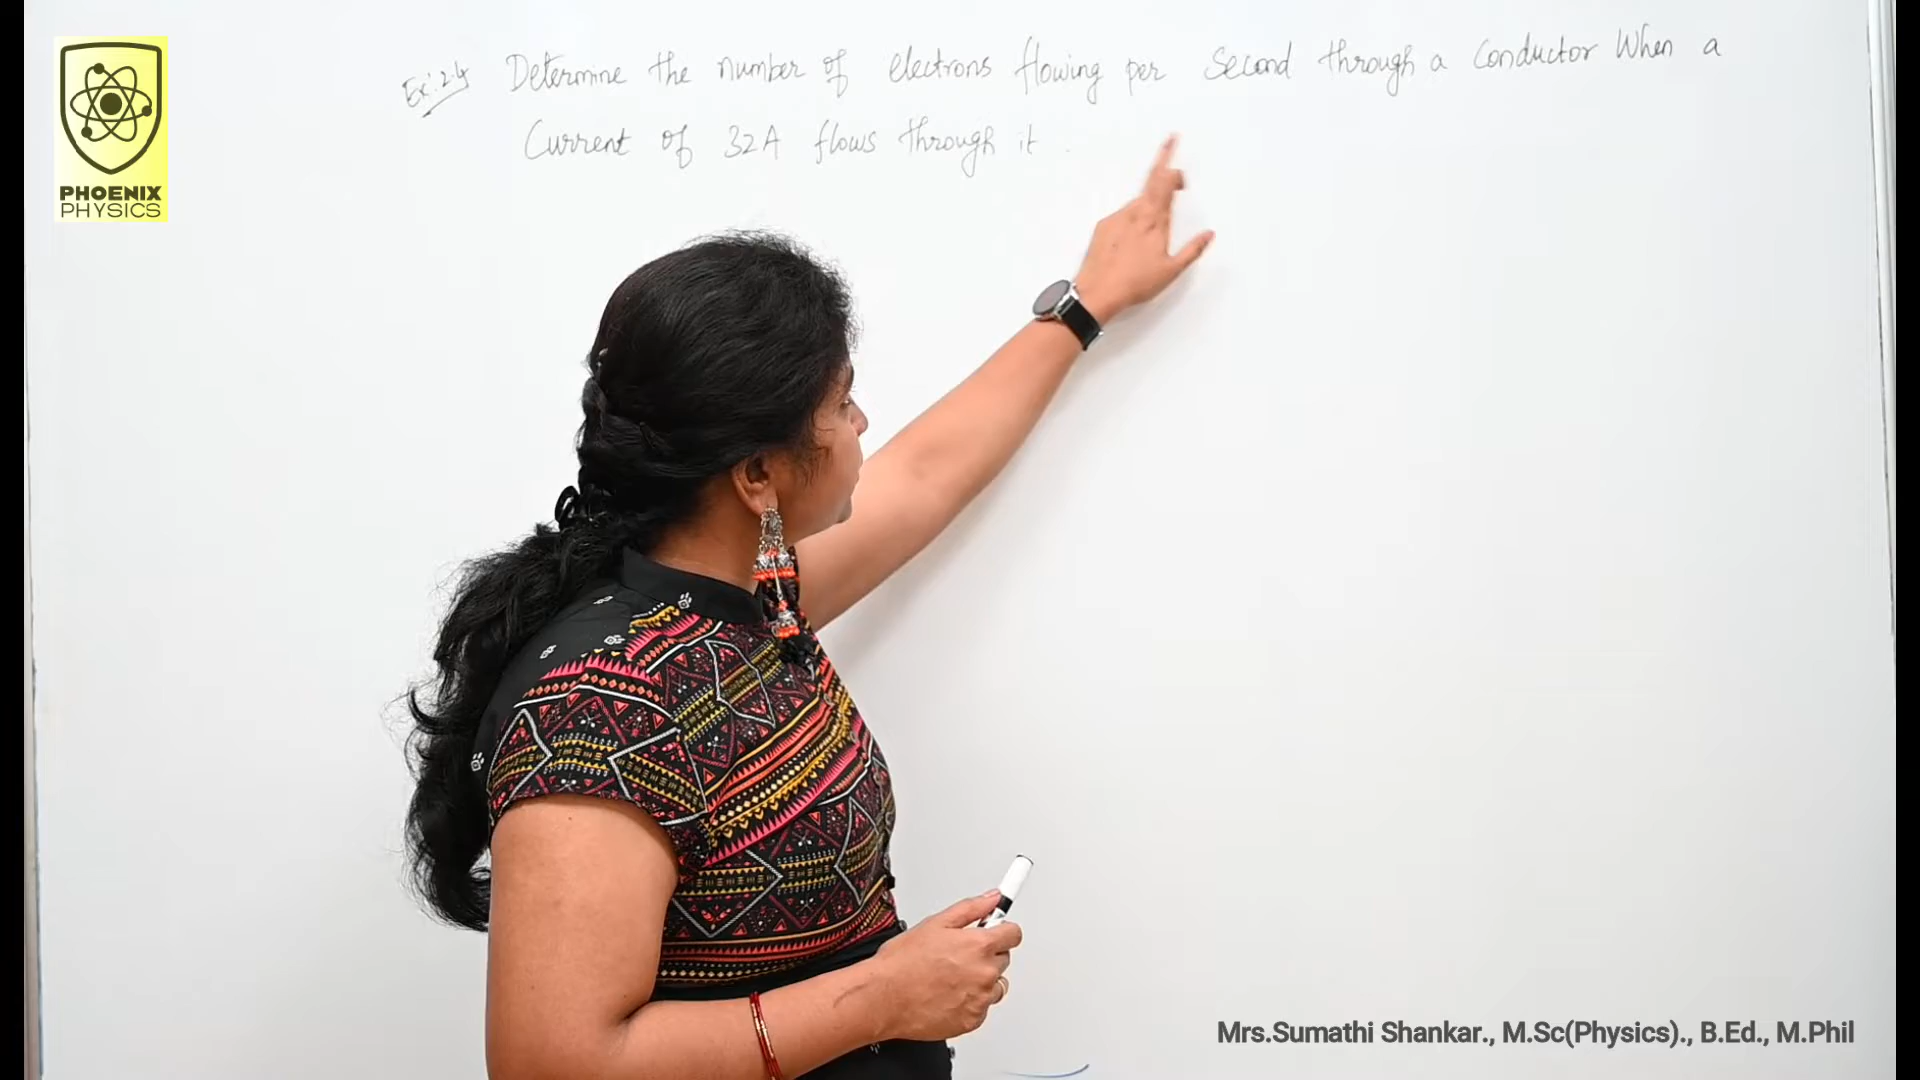 PHOENIX
PHYSICS
Ex: 2.4 Determine the number of electrons flowing per Second through a Conductor When a
Current of 32A flows through it.
Mrs.Sumathi Shankar., M.Sc(Physics)., B.Ed., M.Phil